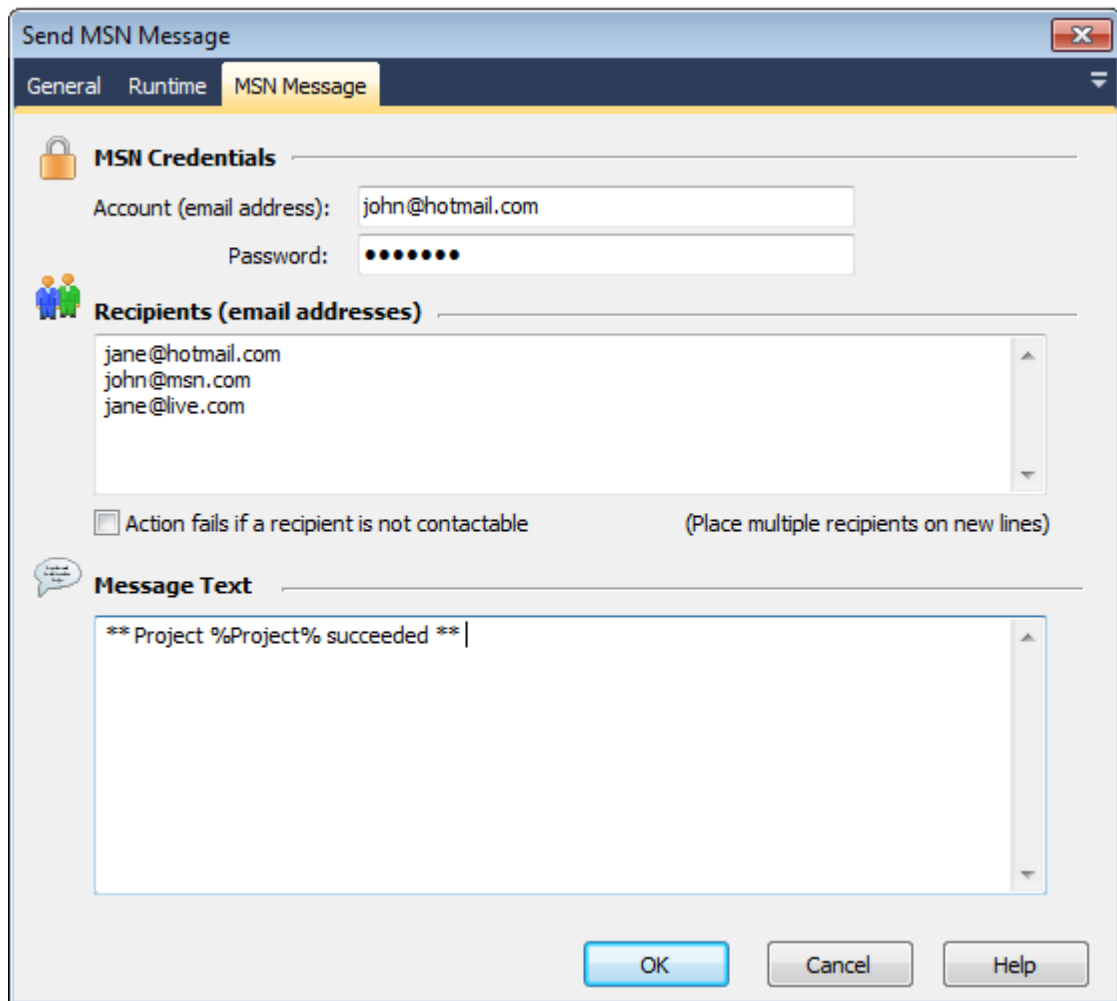 Send MSN Message
General Runtime MSN Message
MSN Credentials
Account (email address): john@hotmail.com
Password: •••••••
Recipients (email addresses)
jane@hotmail.com
john@msn.com
jane@live.com
Action fails if a recipient is not contactable (Place multiple recipients on new lines)
Message Text
** Project %Project% succeeded **
OK Cancel Help